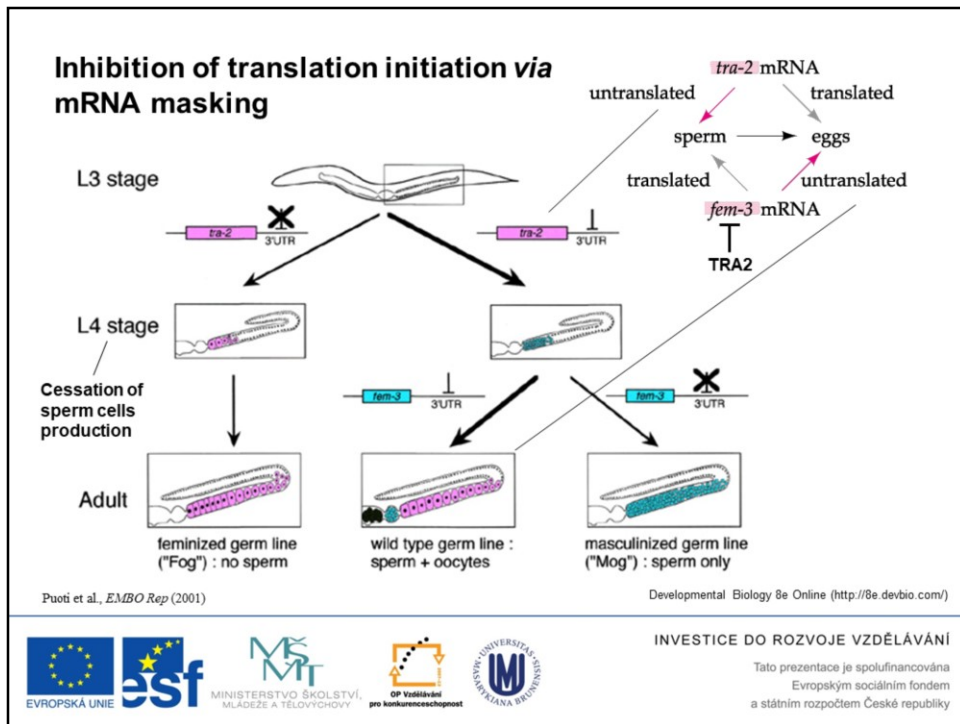 Inhibition of translation initiation via
mRNA masking
tra-2 mRNA
untranslated
translated
sperm
eggs
translated
untranslated
fem-3 mRNA
TRA2
L3 stage
tra-2
3'UTR
tra-2
3'UTR
L4 stage
Cessation of
sperm cells
production
fem-3
3'UTR
fem-3
3'UTR
Adult
feminized germ line
("Fog") : no sperm
wild type germ line :
sperm + oocytes
masculinized germ line
("Mog") : sperm only
Puoti et al., EMBO Rep (2001)
Developmental Biology 8e Online (http://8e.devbio.com/)
EVROPSKÁ UNIE
esf
MŠMT
MINISTERSTVO ŠKOLSTVÍ,
MLÁDEŽE A TĚLOVÝCHOVY
OP Vzdělávání
pro konkurenceschopnost
UNIVERSITAS
MASARYKIANA BRUNENSIS
INVESTICE DO ROZVOJE VZDĚLÁVÁNÍ
Tato prezentace je spolufinancována
Evropským sociálním fondem
a státním rozpočtem České republiky